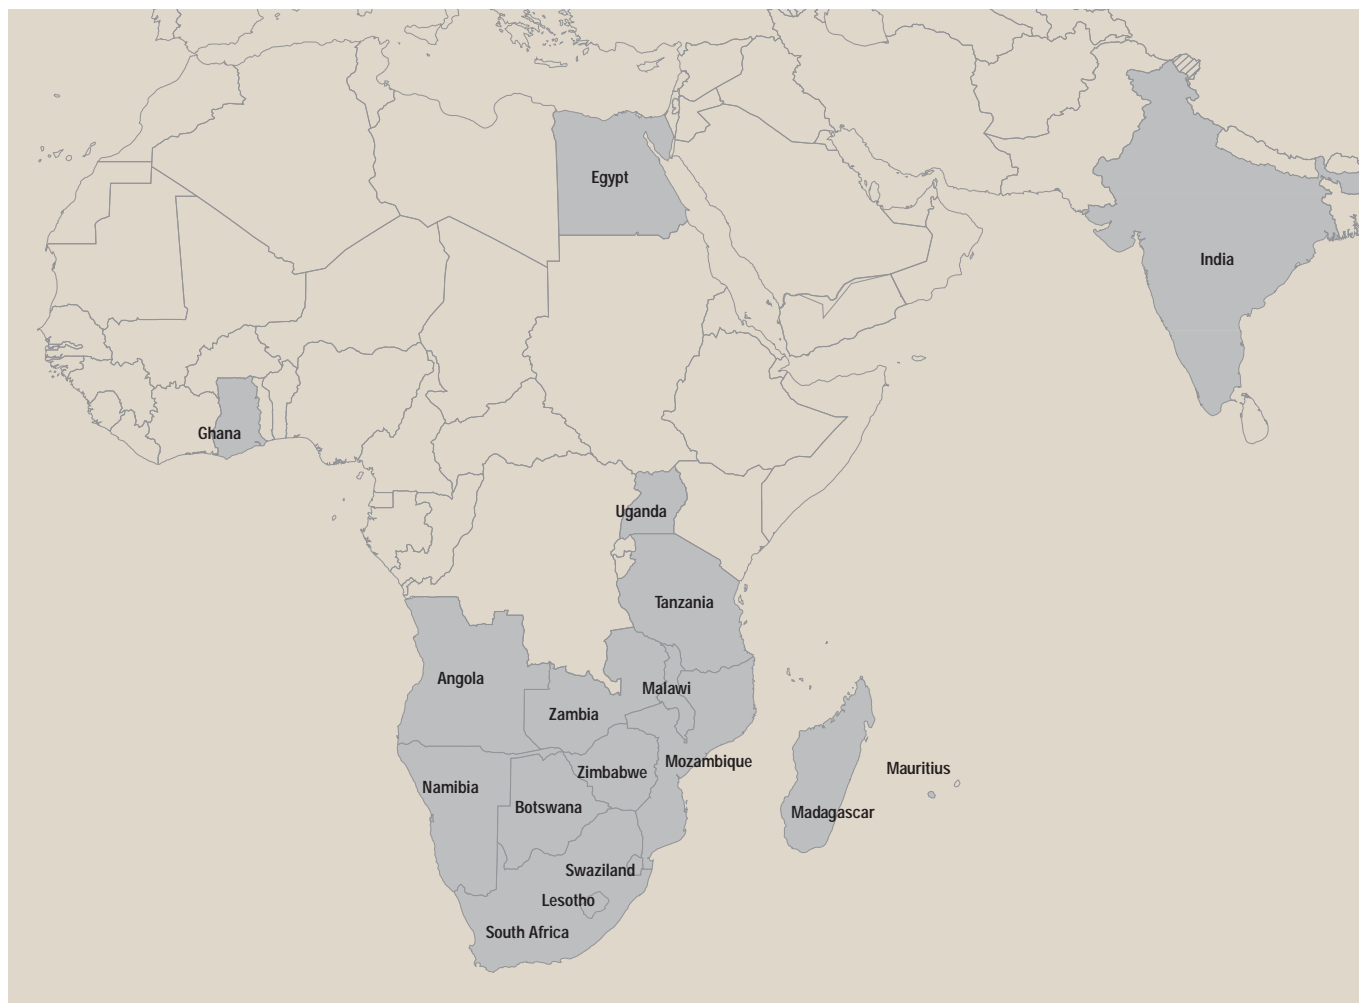 Egypt
India
Ghana
Uganda
Tanzania
Angola
Malawi
Zambia
Mozambique
Mauritius
Zimbabwe
Namibia
Botswana
Madagascar
Swaziland
Lesotho
South Africa